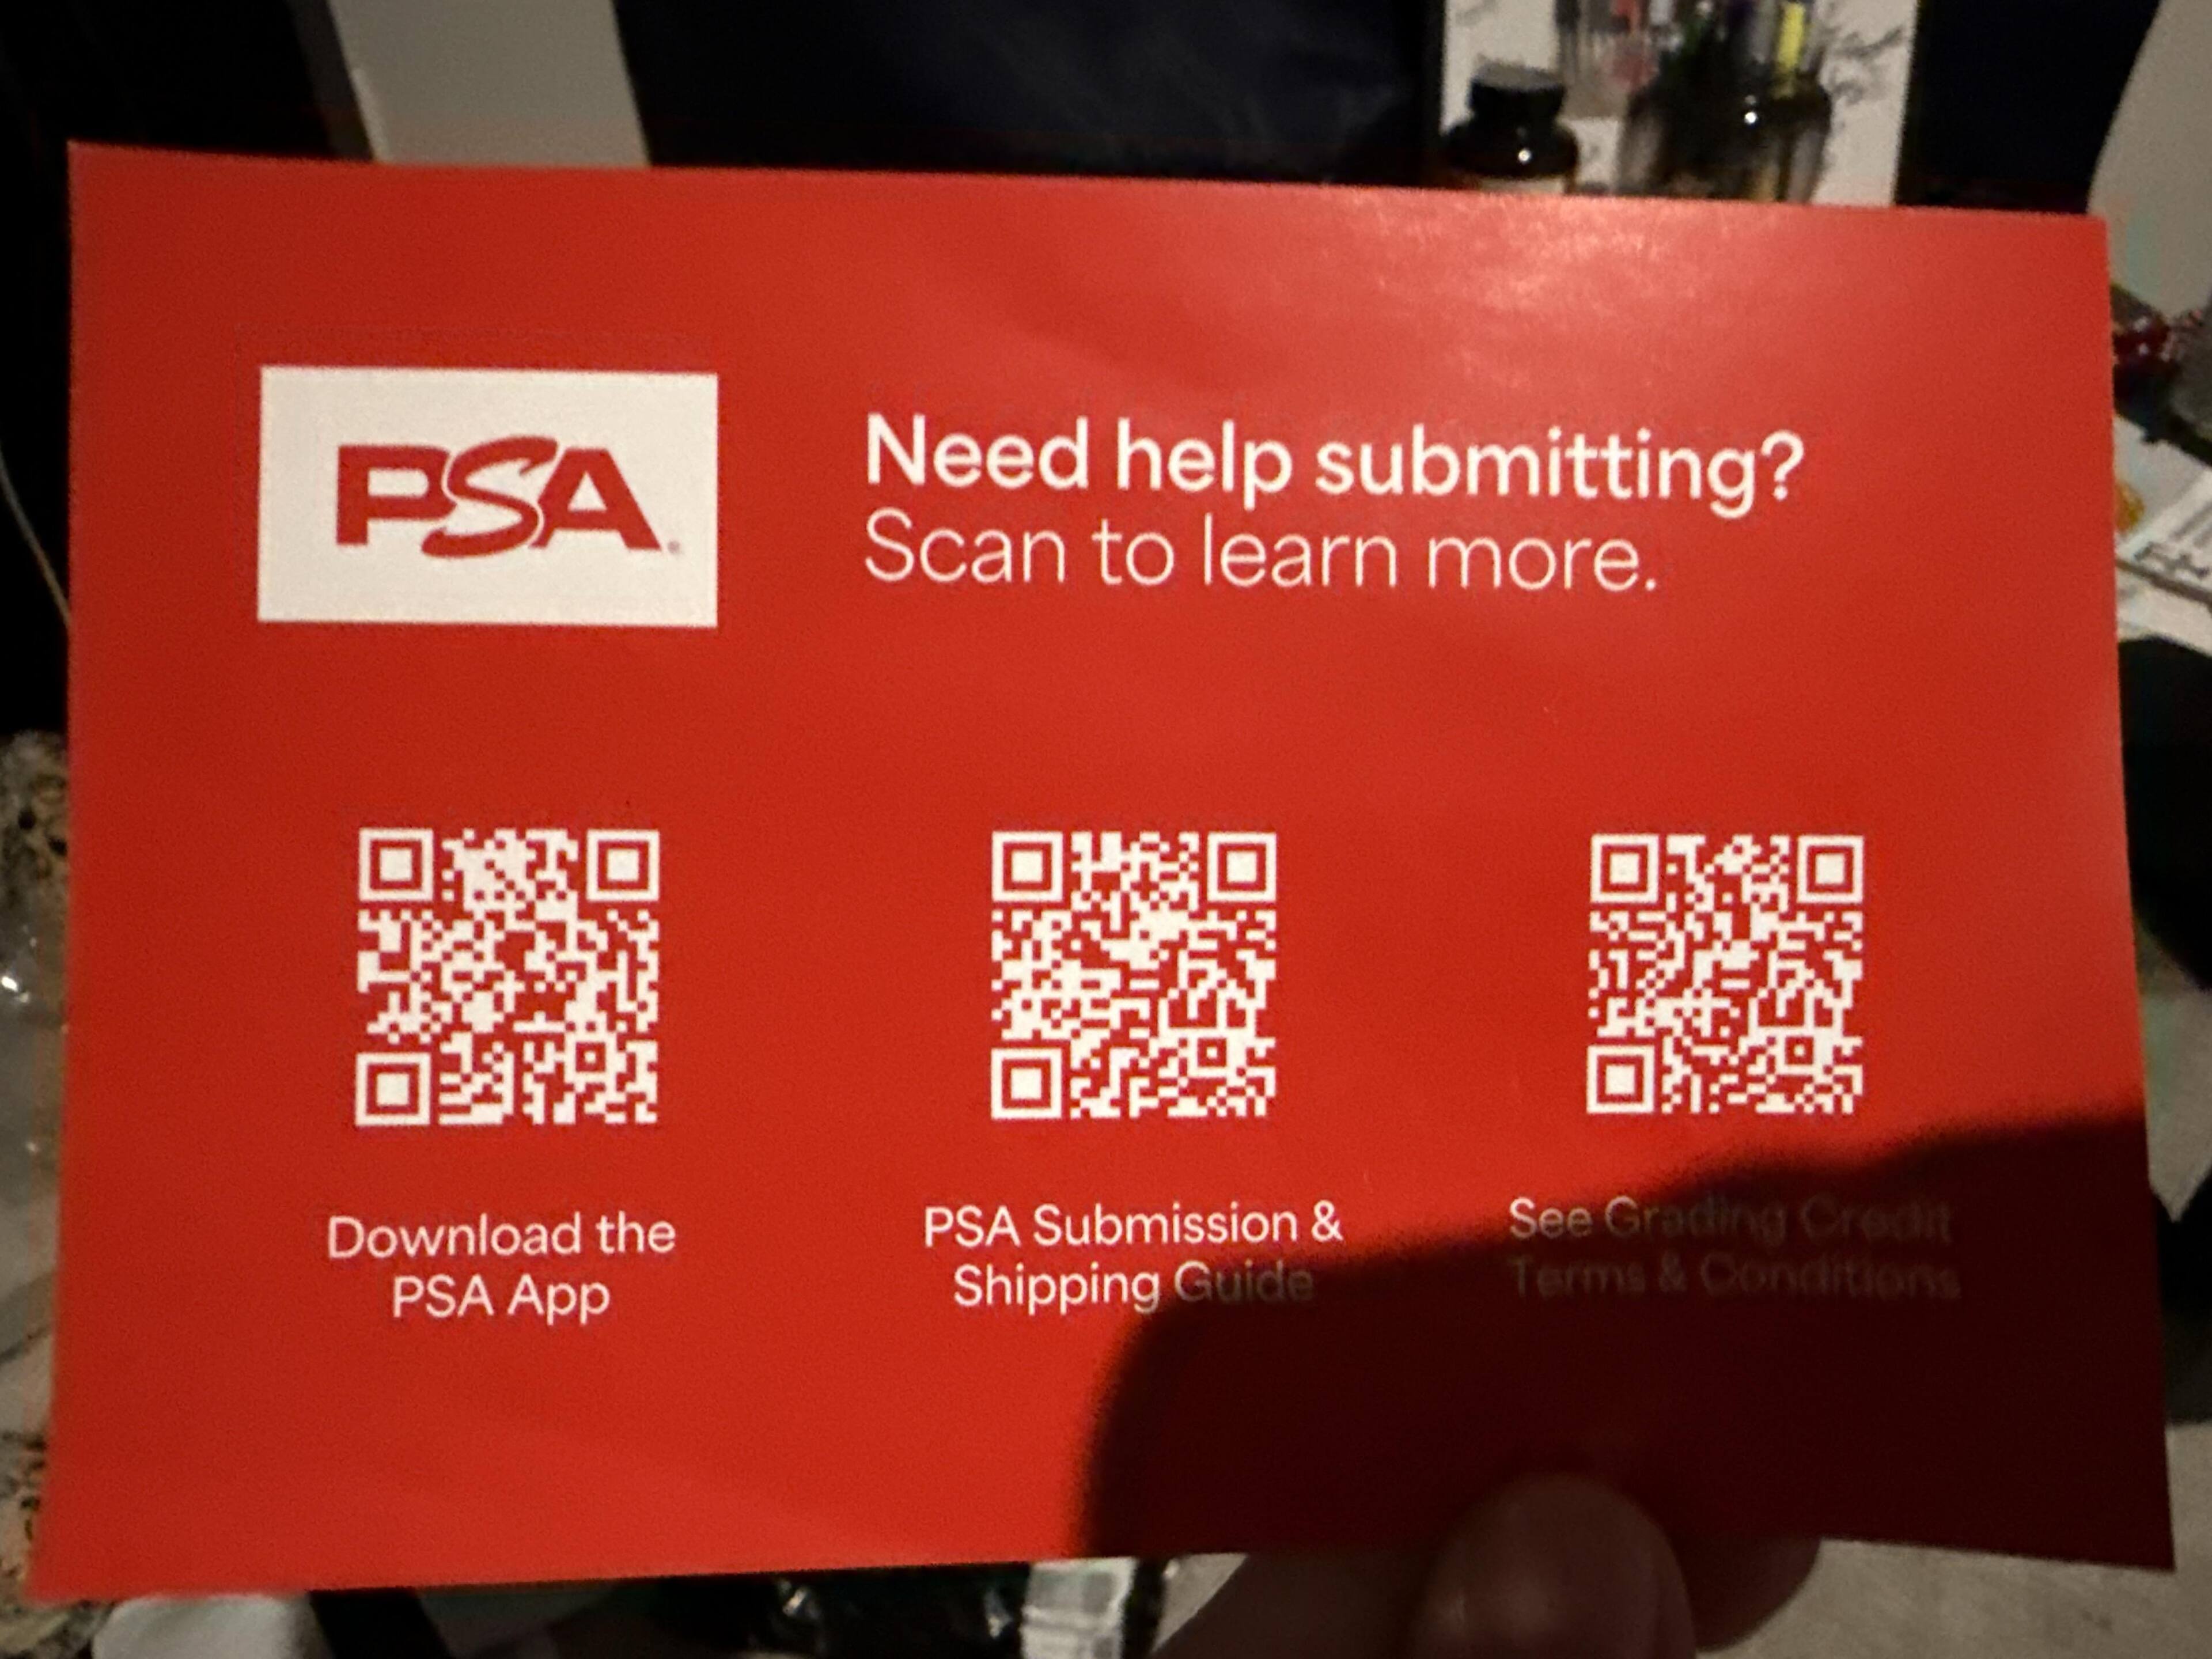 PSA
Need help submitting?
Scan to learn more.
Download the
PSA App
PSA Submission &
Shipping Guide
See Grading Credit
Terms & Conditions